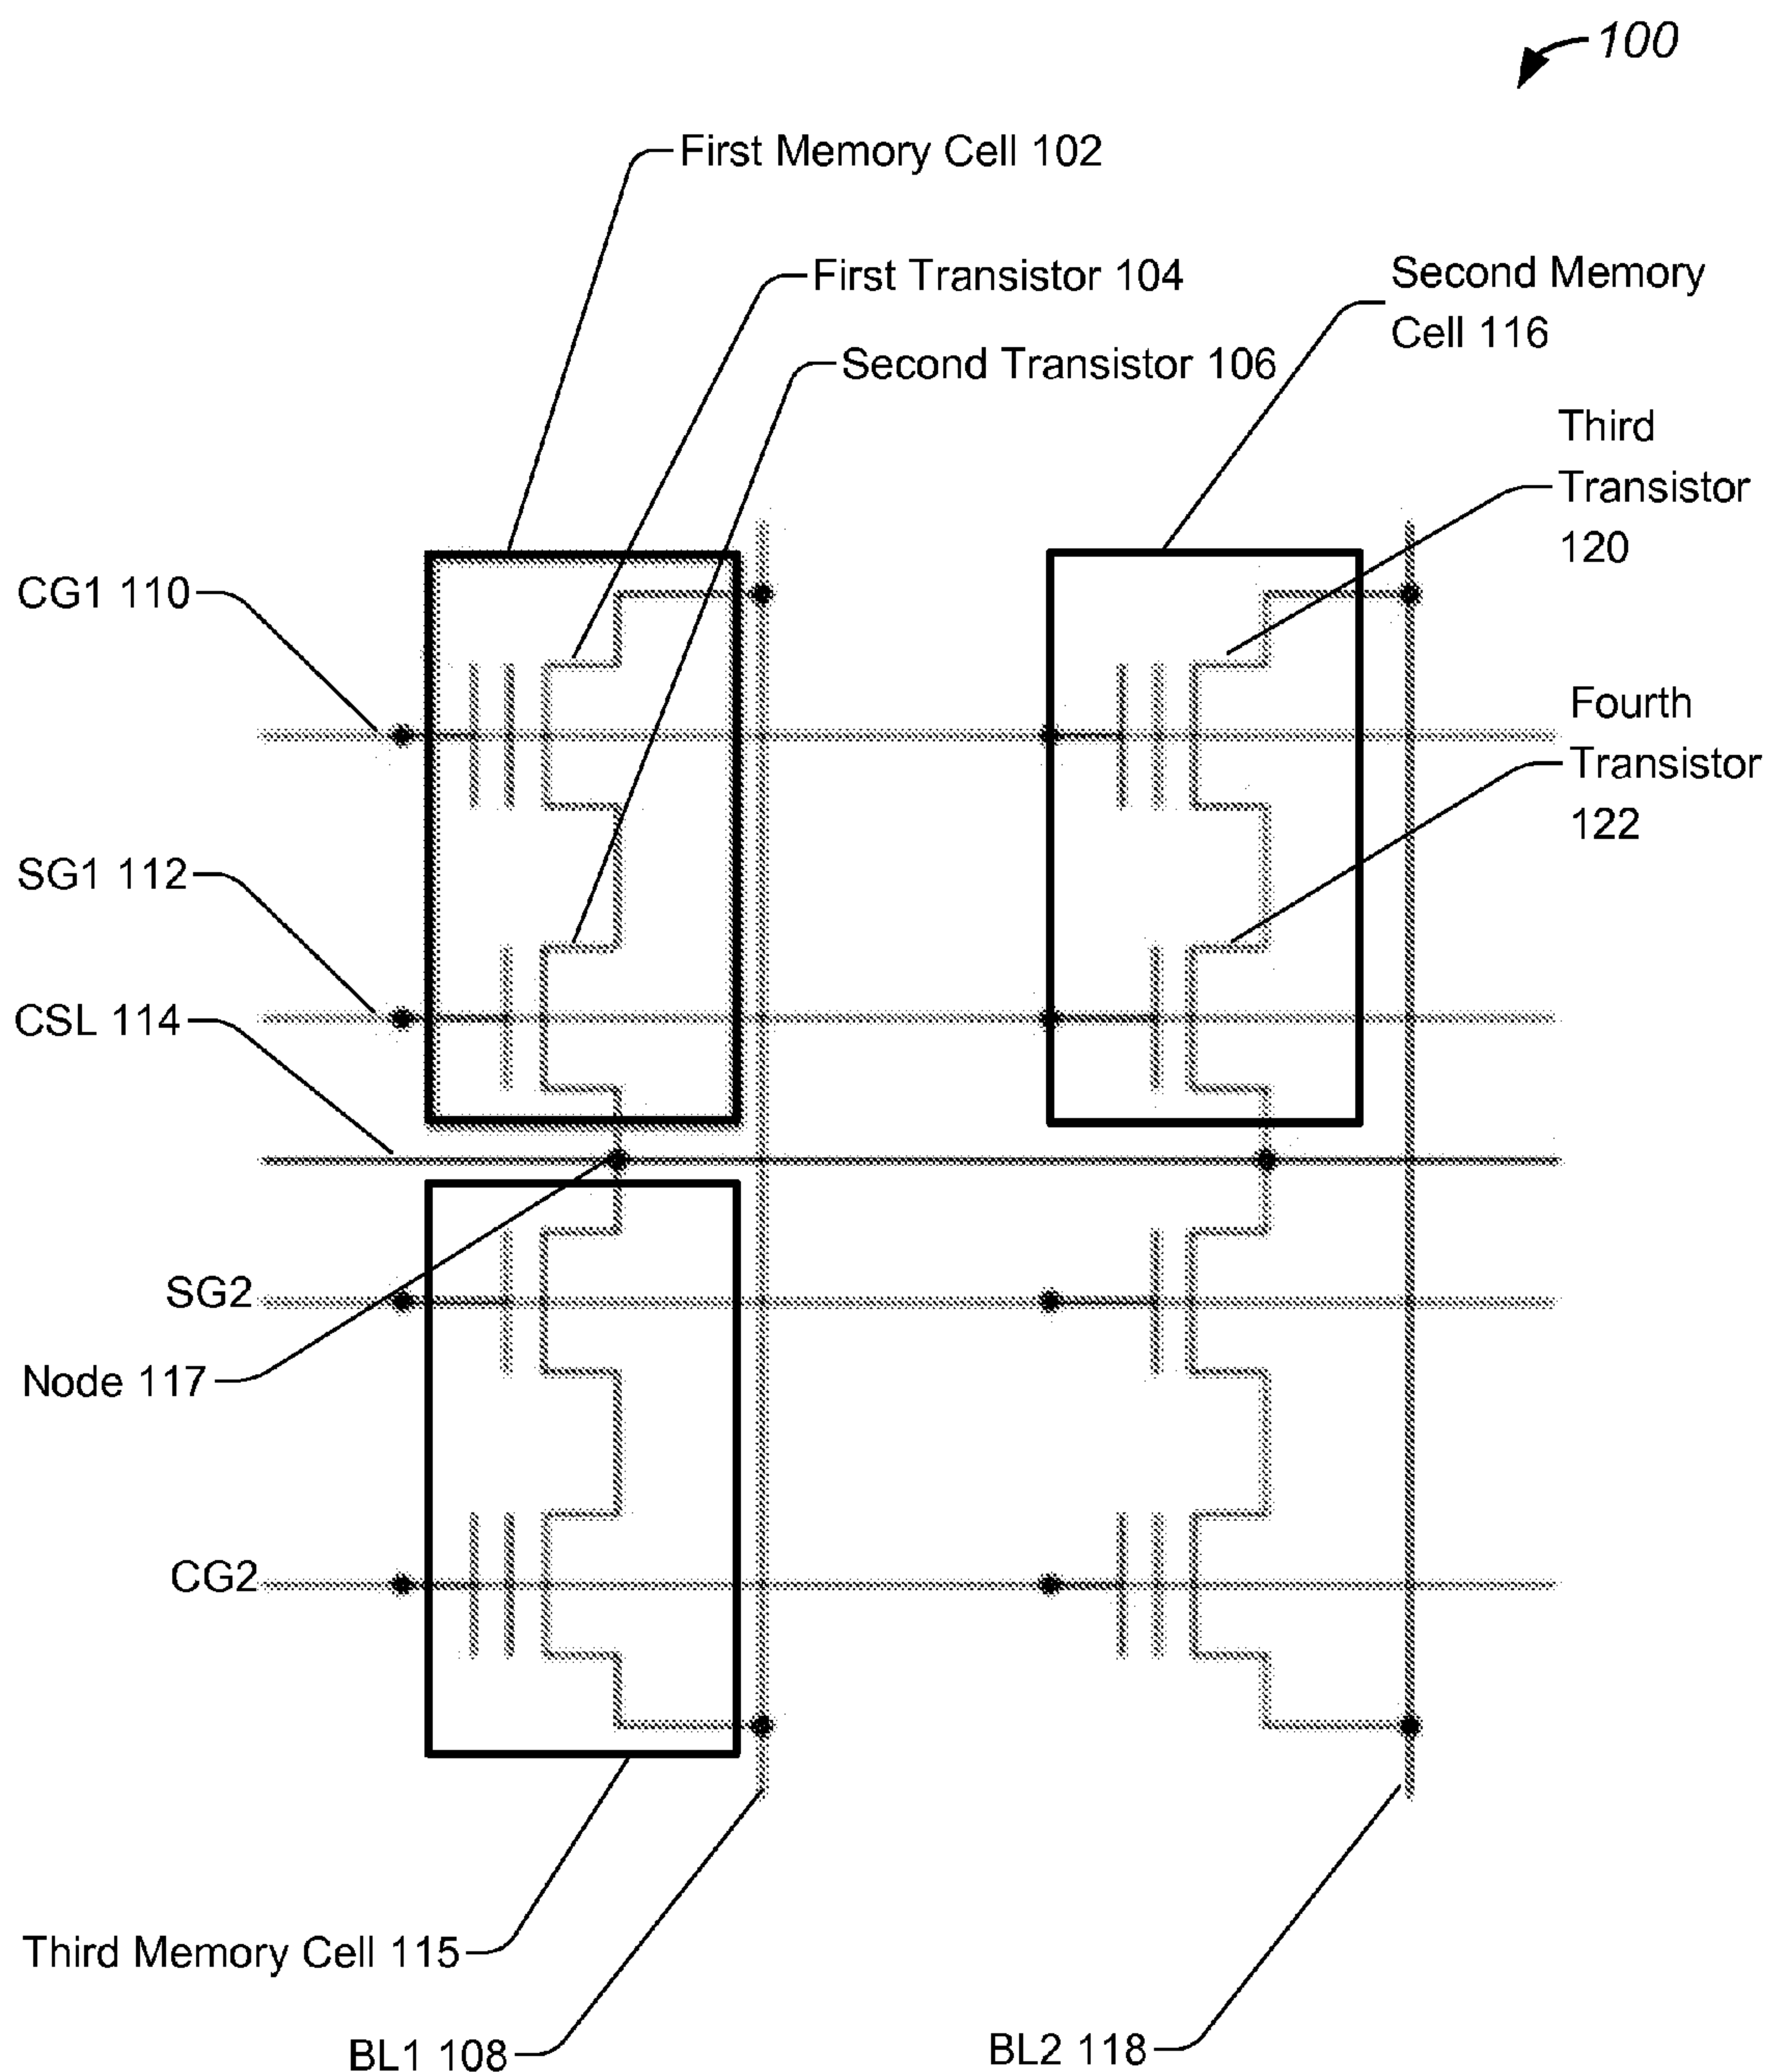 100
First Memory Cell 102
First Transistor 104
Second Memory
Cell 116
Second Transistor 106
Third
Transistor
120
CG1 110
Fourth
Transistor
122
SG1 112
CSL 114
SG2
Node 117
CG2
Third Memory Cell 115
BL1 108
BL2 118